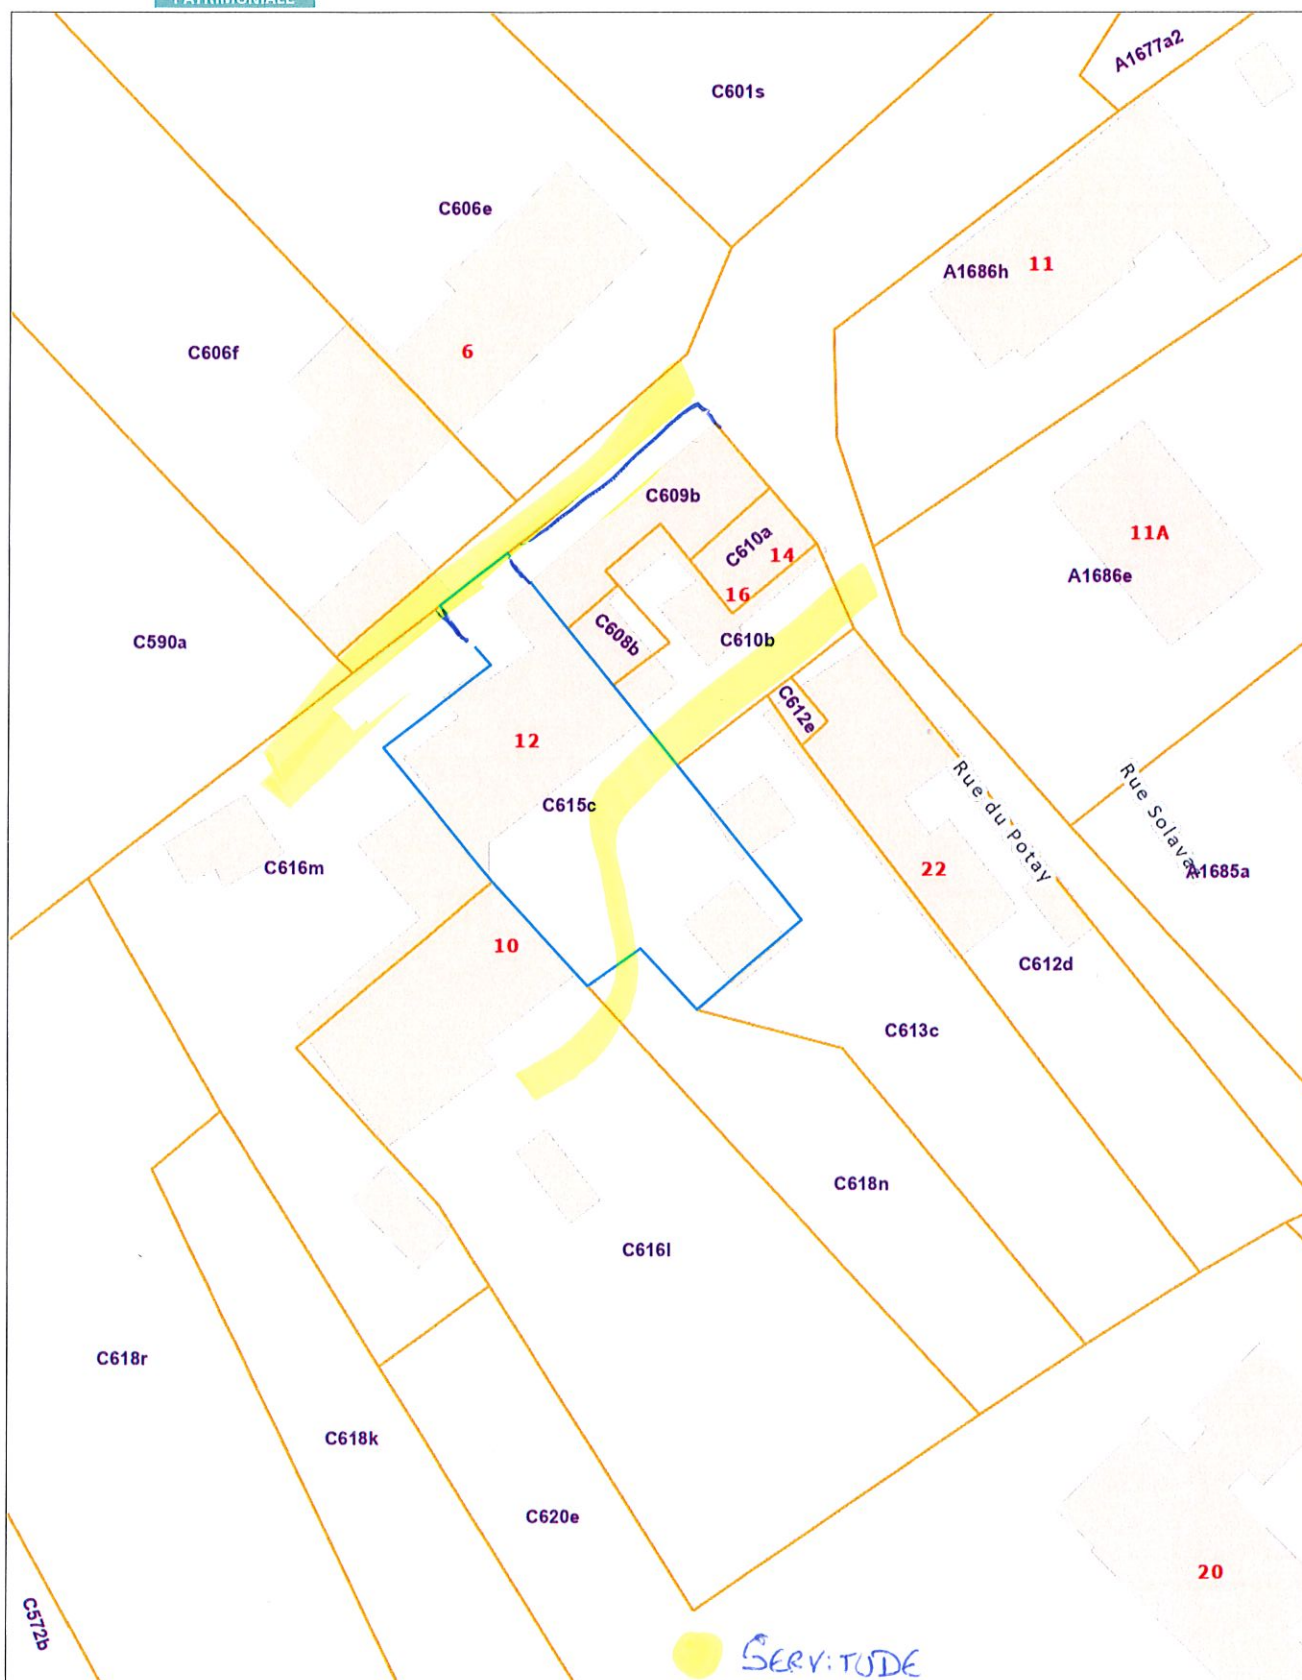 PATRIMONIALE
A1677a2
C601s
C606e
A1686h 11
C606f
6
C609b
C610a 14
11A
16
A1686e
C608b
C610b
C590a
C612e
12
Rue du Potay
Rue Solava
C615c
C616m
22
A1685a
10
C612d
C613c
C618n
C616l
C618r
C618k
C620e
20
C572b
SERVITUDE